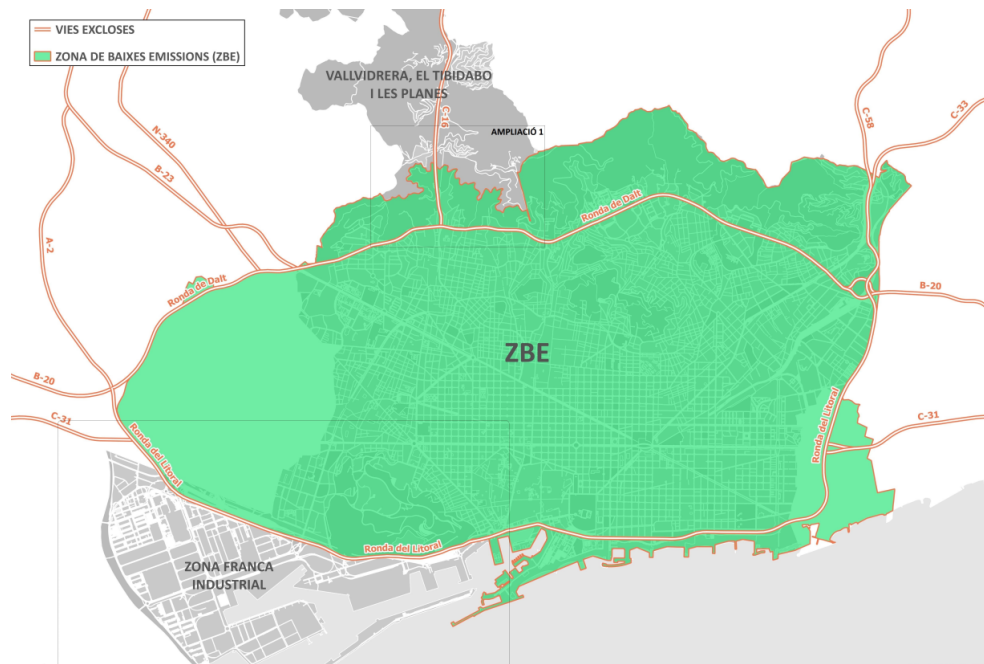 VIES EXCLOSES
ZONA DE BAIXES EMISSIONS (ZBE)
VALLVIDRERA, EL TIBIDABO
I LES PLANES
C-16
AMPLIACIÓ 1
C-58
C-33
N-340
B-23
A-2
Ronda de Dalt
Ronda de Dalt
B-20
ZBE
B-20
C-31
Ronda del Litoral
Ronda del Litoral
C-31
Ronda del Litoral
ZONA FRANCA
INDUSTRIAL